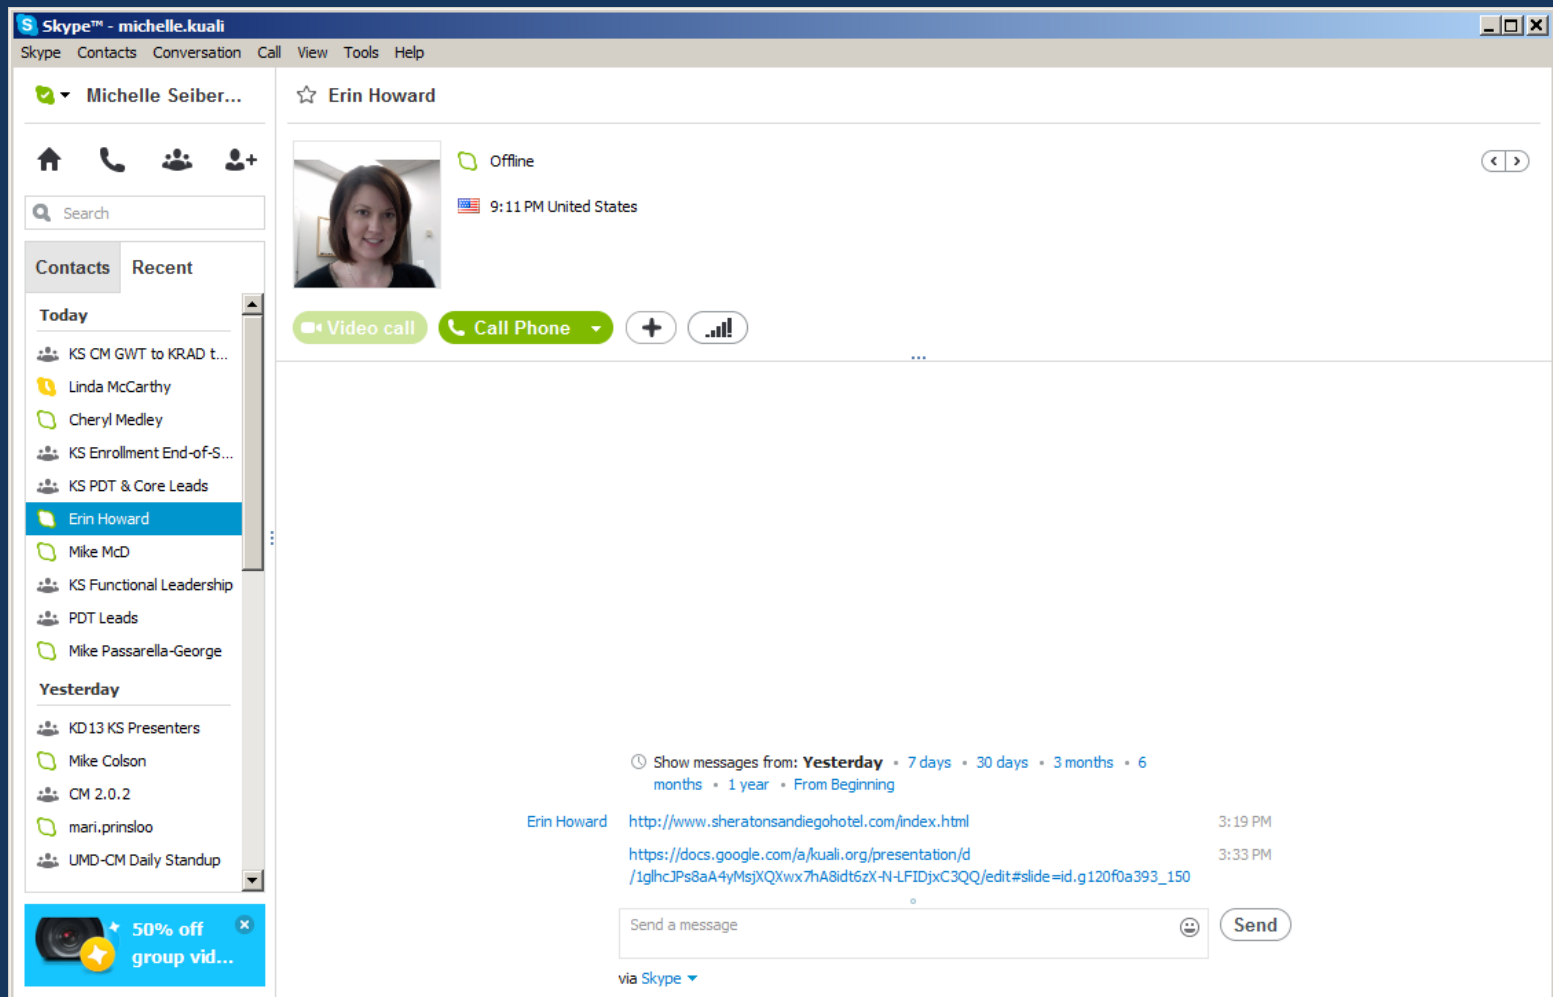 Skype™ - michelle.kuali
Skype Contacts Conversation Call View Tools Help
Michelle Seiber...
Search
Contacts Recent
Today
KS CM GWT to KRAD t...
Linda McCarthy
Cheryl Medley
KS Enrollment End-of-S...
KS PDT & Core Leads
Erin Howard
Mike McD
KS Functional Leadership
PDT Leads
Mike Passarella-George
Yesterday
KD13 KS Presenters
Mike Colson
CM 2.0.2
mari.prinsloo
UMD-CM Daily Standup
50% off
group vid...
Erin Howard
Offline
9:11 PM United States
Video call Call Phone
Show messages from: Yesterday • 7 days • 30 days • 3 months • 6
months • 1 year • From Beginning
Erin Howard http://www.sheratonsandiegohotel.com/index.html 3:19 PM
https://docs.google.com/a/kuali.org/presentation/d 3:33 PM
/1glhcJPs8aA4yMsjXQXwx7hA8idt6zX-N-LFIDjxC3QQ/edit#slide=id.g120f0a393_150
Send a message Send
via Skype